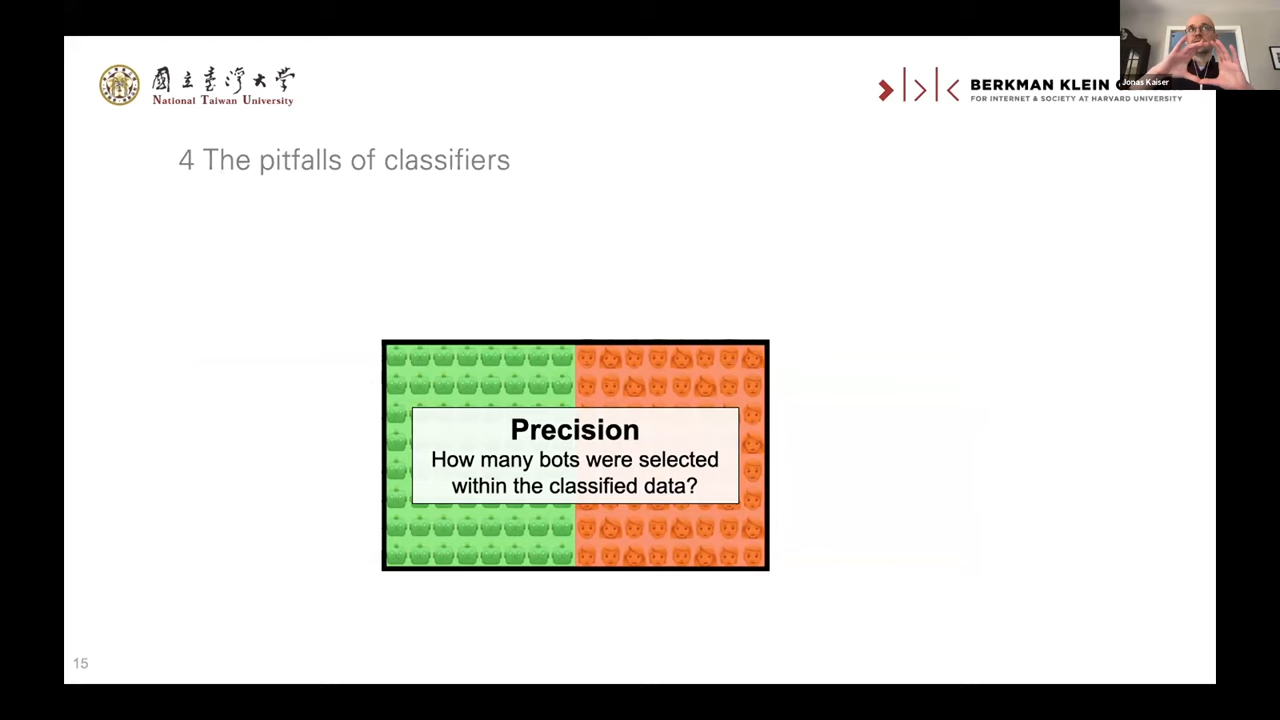 國立臺灣大學
National Taiwan University
BERKMAN KLEIN C
FOR INTERNET & SOCIETY AT HARVARD UNIVERSITY
Jonas Kaiser
4 The pitfalls of classifiers
Precision
How many bots were selected
within the classified data?
15